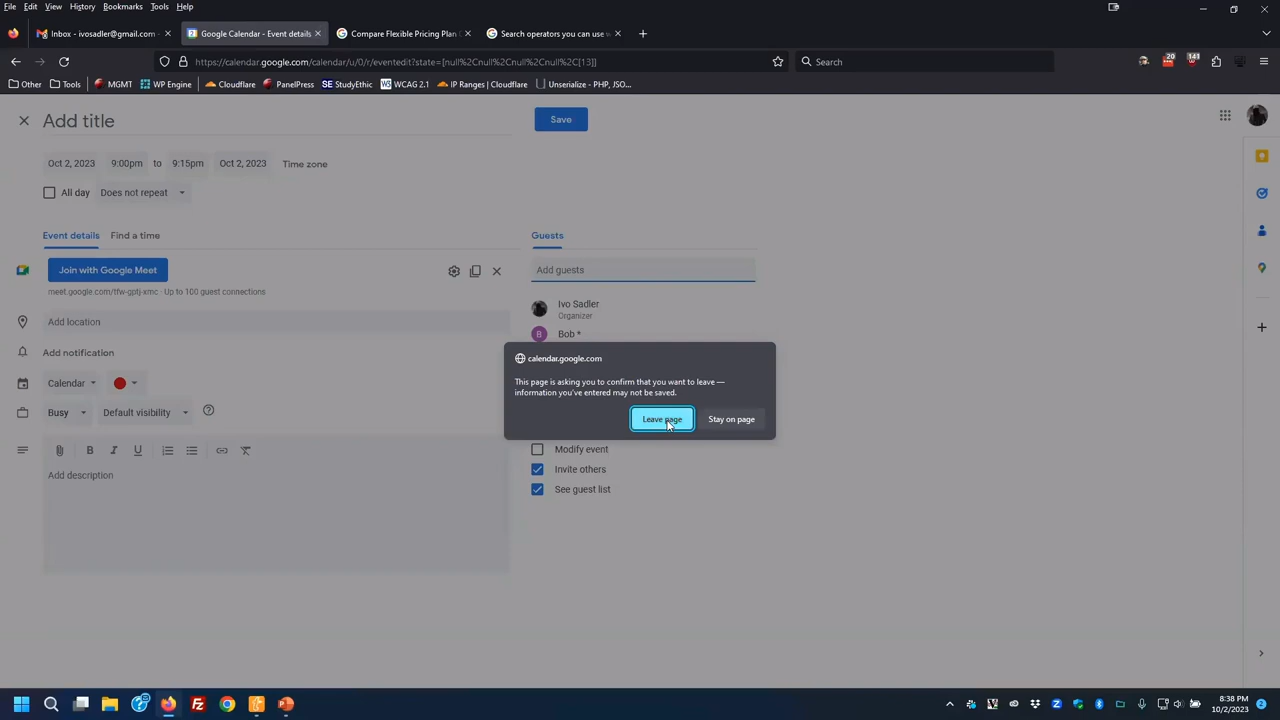 File Edit View History Bookmarks Tools Help
Inbox - ivosadler@gmail.com
Google Calendar - Event details
Compare Flexible Pricing Plan
Search operators you can use
https://calendar.google.com/calendar/u/0/r/eventedit?state=[null%2Cnull%2Cnull%2Cnull%2C[13]]
Search
20
141
Other
Tools
MGMT
WP Engine
Cloudflare
PanelPress
SE StudyEthic
WS WCAG 2.1
IP Ranges | Cloudflare
Unserialize - PHP, JSO...
Add title
Save
Oct 2, 2023 9:00pm to 9:15pm Oct 2, 2023 Time zone
All day Does not repeat
Event details Find a time
Guests
Join with Google Meet
Add guests
meet.google.com/tfw-gptj-xmc · Up to 100 guest connections
Ivo Sadler
Organizer
Add location
B Bob *
Add notification
calendar.google.com
This page is asking you to confirm that you want to leave —
information you've entered may not be saved.
Leave page Stay on page
Calendar
Busy Default visibility
B I U
Add description
Modify event
Invite others
See guest list
8:38 PM
10/2/2023